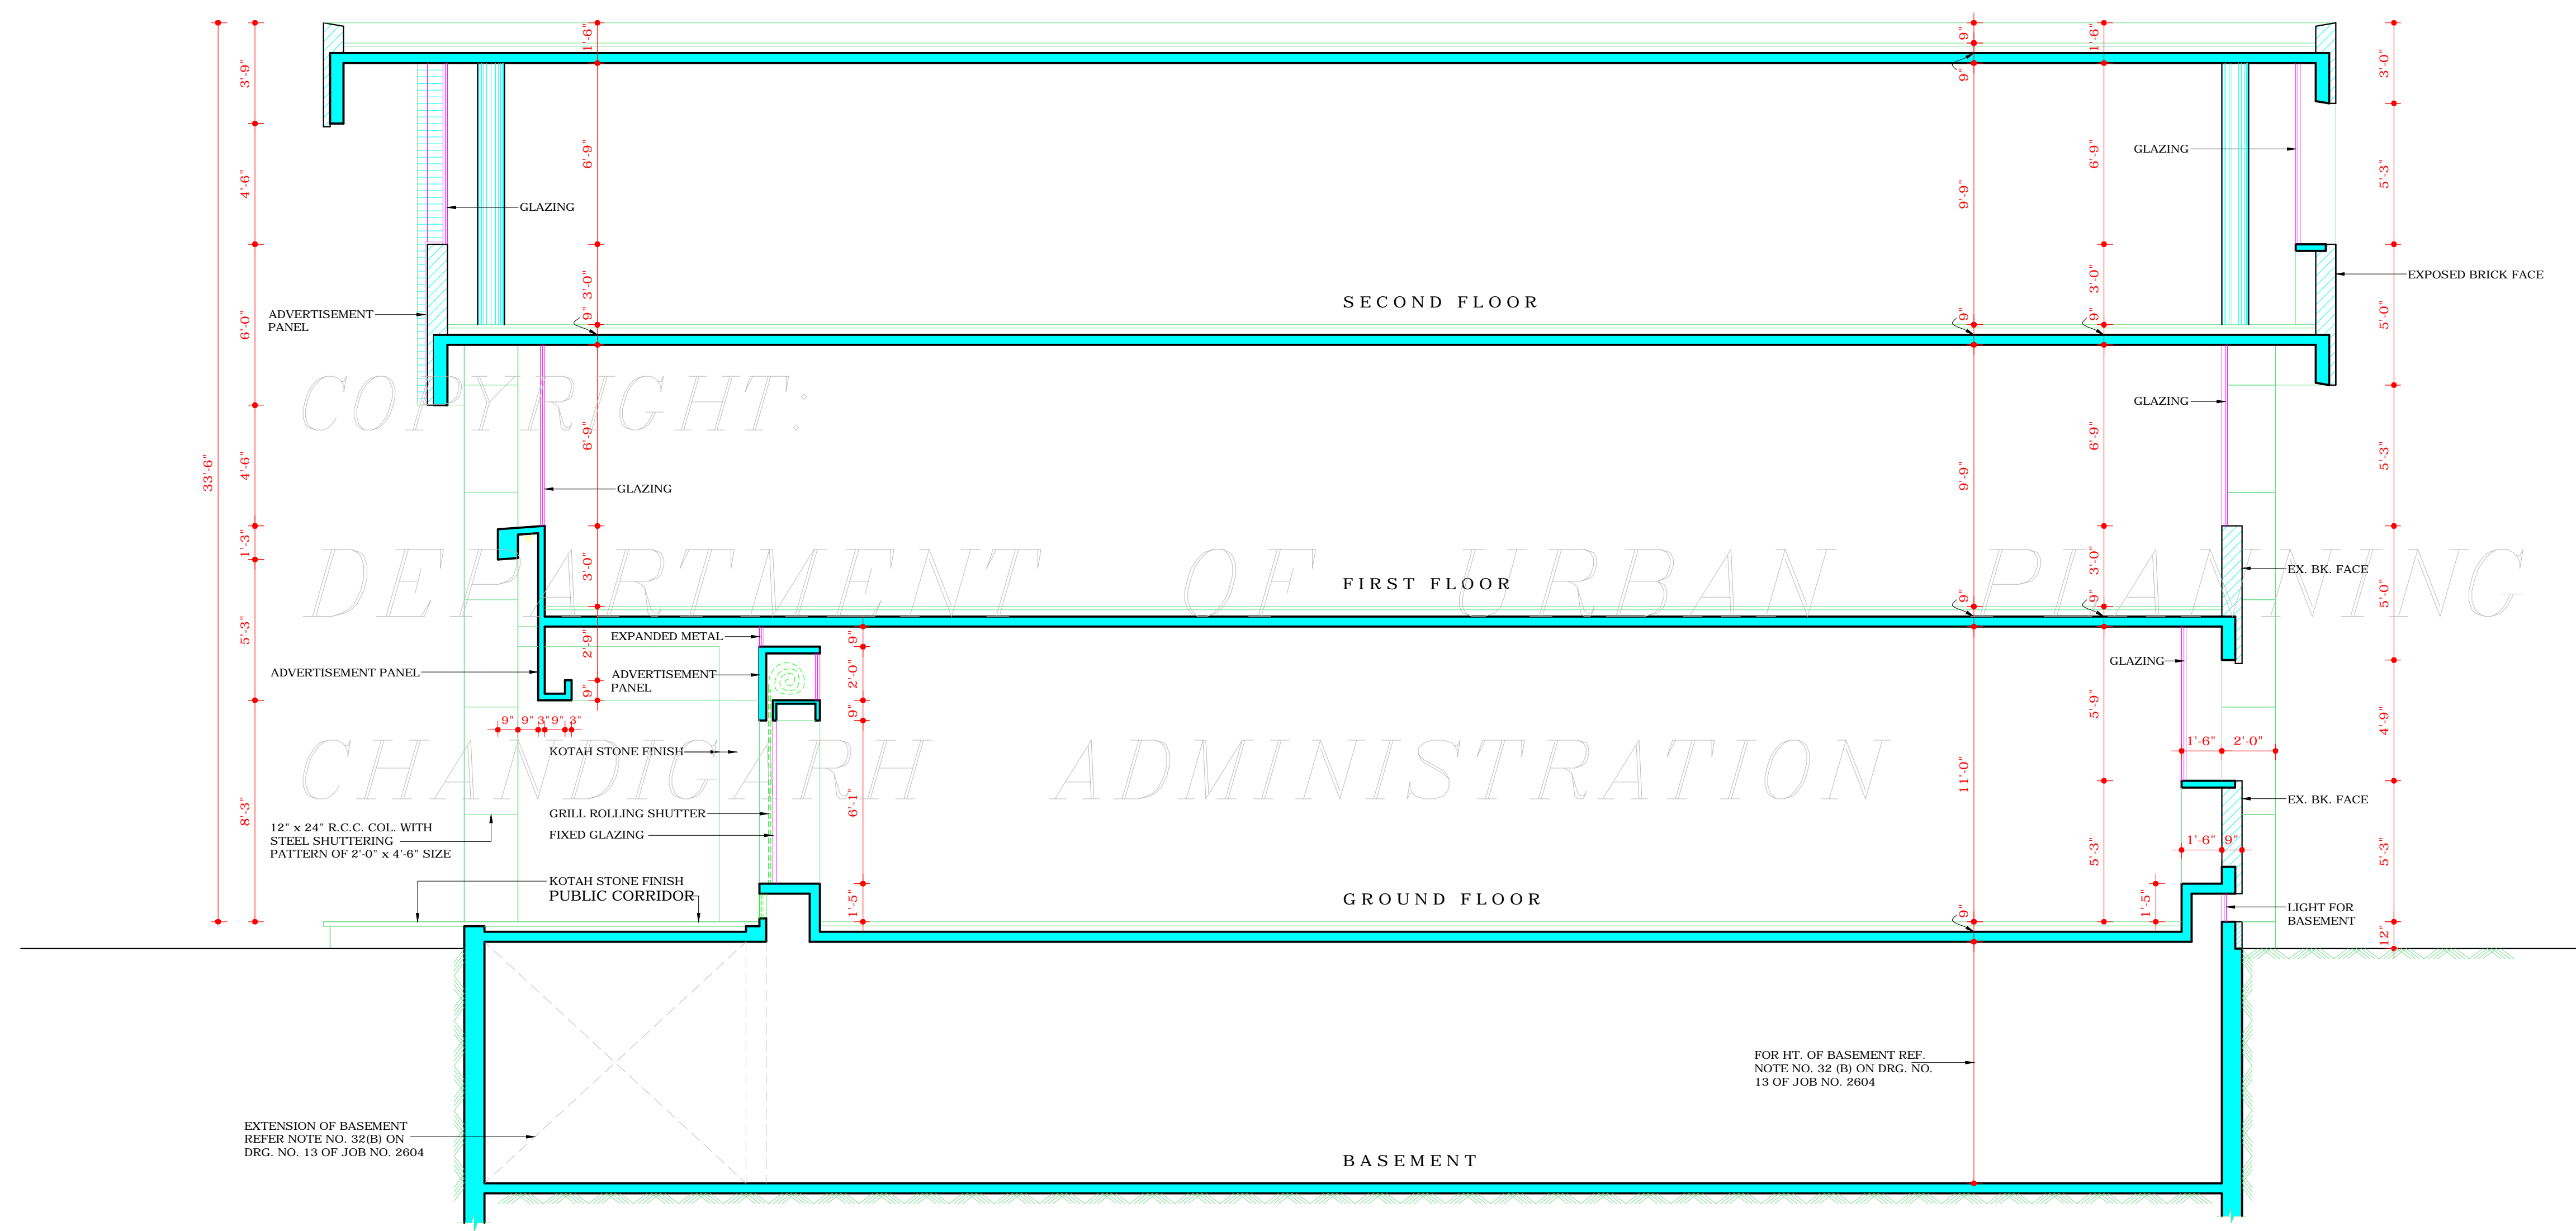 1'-6"
9"
1'-6"
3'-9"
3'-0"
9"
GLAZING
6'-9"
6'-9"
4'-6"
9'-9"
5'-3"
GLAZING
EXPOSED BRICK FACE
3'-0"
3'-0"
SECOND FLOOR
ADVERTISEMENT
PANEL
9"
9"
9"
6'-0"
5'-0"
COPYRIGHT:
GLAZING
6'-9"
6'-9"
33'-6"
4'-6"
9'-9"
5'-3"
GLAZING
1'-3"
3'-0"
3'-0"
EX. BK. FACE
DEPARTMENT OF URBAN PLANNING
FIRST FLOOR
9"
9"
5'-0"
5'-3"
EXPANDED METAL
2'-9"
9"
GLAZING
ADVERTISEMENT PANEL
ADVERTISEMENT
PANEL
2'-0"
9"
9"
5'-9"
4'-9"
9" 9" 3" 9" 3"
1'-6" 2'-0"
KOTAH STONE FINISH
CHANDIGARH ADMINISTRATION
11'-0"
EX. BK. FACE
8'-3"
6'-1"
GRILL ROLLING SHUTTER
12" x 24" R.C.C. COL. WITH
STEEL SHUTTERING
PATTERN OF 2'-0" x 4'-6" SIZE
FIXED GLAZING
1'-6" 9"
5'-3"
5'-3"
KOTAH STONE FINISH
PUBLIC CORRIDOR
1'-5"
GROUND FLOOR
9"
1'-5"
LIGHT FOR
BASEMENT
12"
FOR HT. OF BASEMENT REF.
NOTE NO. 32 (B) ON DRG. NO.
13 OF JOB NO. 2604
EXTENSION OF BASEMENT
REFER NOTE NO. 32(B) ON
DRG. NO. 13 OF JOB NO. 2604
BASEMENT